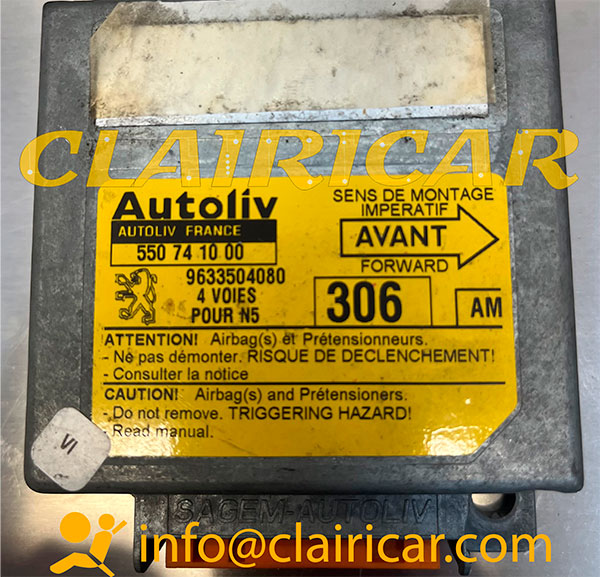 CLAIRICAR
Autoliv
AUTOLIV FRANCE
550 74 10 00
9633504080
4 VOIES
POUR N5
SENS DE MONTAGE
IMPERATIF
AVANT
FORWARD
306
AM
ATTENTION! Airbag(s) et Prétensionneurs.
- Ne pas démonter. RISQUE DE DECLENCHEMENT!
- Consulter la notice
CAUTION! Airbag(s) and Prétensioners.
- Do not remove. TRIGGERING HAZARD!
- Read manual.
VI
SAGEM-AUTOLIV
info@clairicar.com